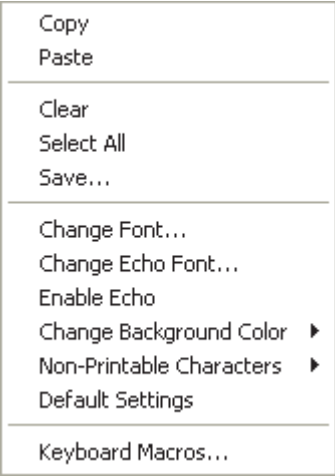 Copy
Paste
Clear
Select All
Save...
Change Font...
Change Echo Font...
Enable Echo
Change Background Color
Non-Printable Characters
Default Settings
Keyboard Macros...